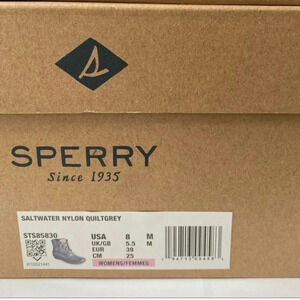 SPERRY
Since 1935
SALTWATER NYLON QUILTGREY
STS85830
USA 8 M
UK/GB 5.5 M
EUR 39
CM 25
WOMENS/FEMMES